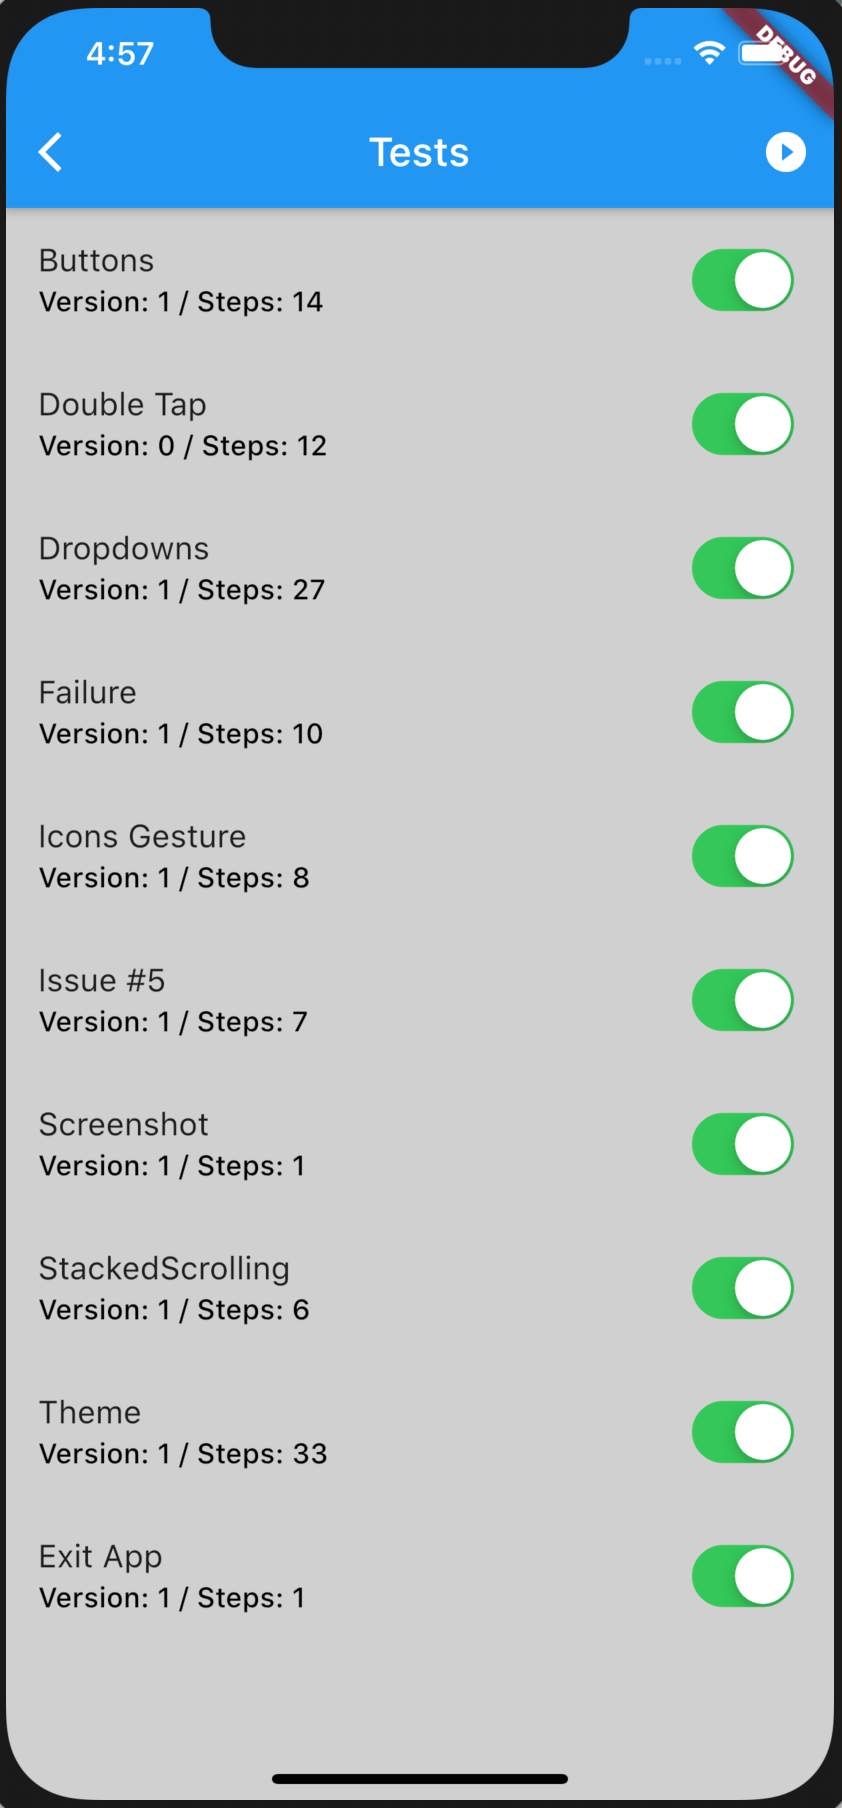 4:57
DEBUG
Tests
Buttons
Version: 1 / Steps: 14
Double Tap
Version: 0 / Steps: 12
Dropdowns
Version: 1 / Steps: 27
Failure
Version: 1 / Steps: 10
Icons Gesture
Version: 1 / Steps: 8
Issue #5
Version: 1 / Steps: 7
Screenshot
Version: 1 / Steps: 1
StackedScrolling
Version: 1 / Steps: 6
Theme
Version: 1 / Steps: 33
Exit App
Version: 1 / Steps: 1